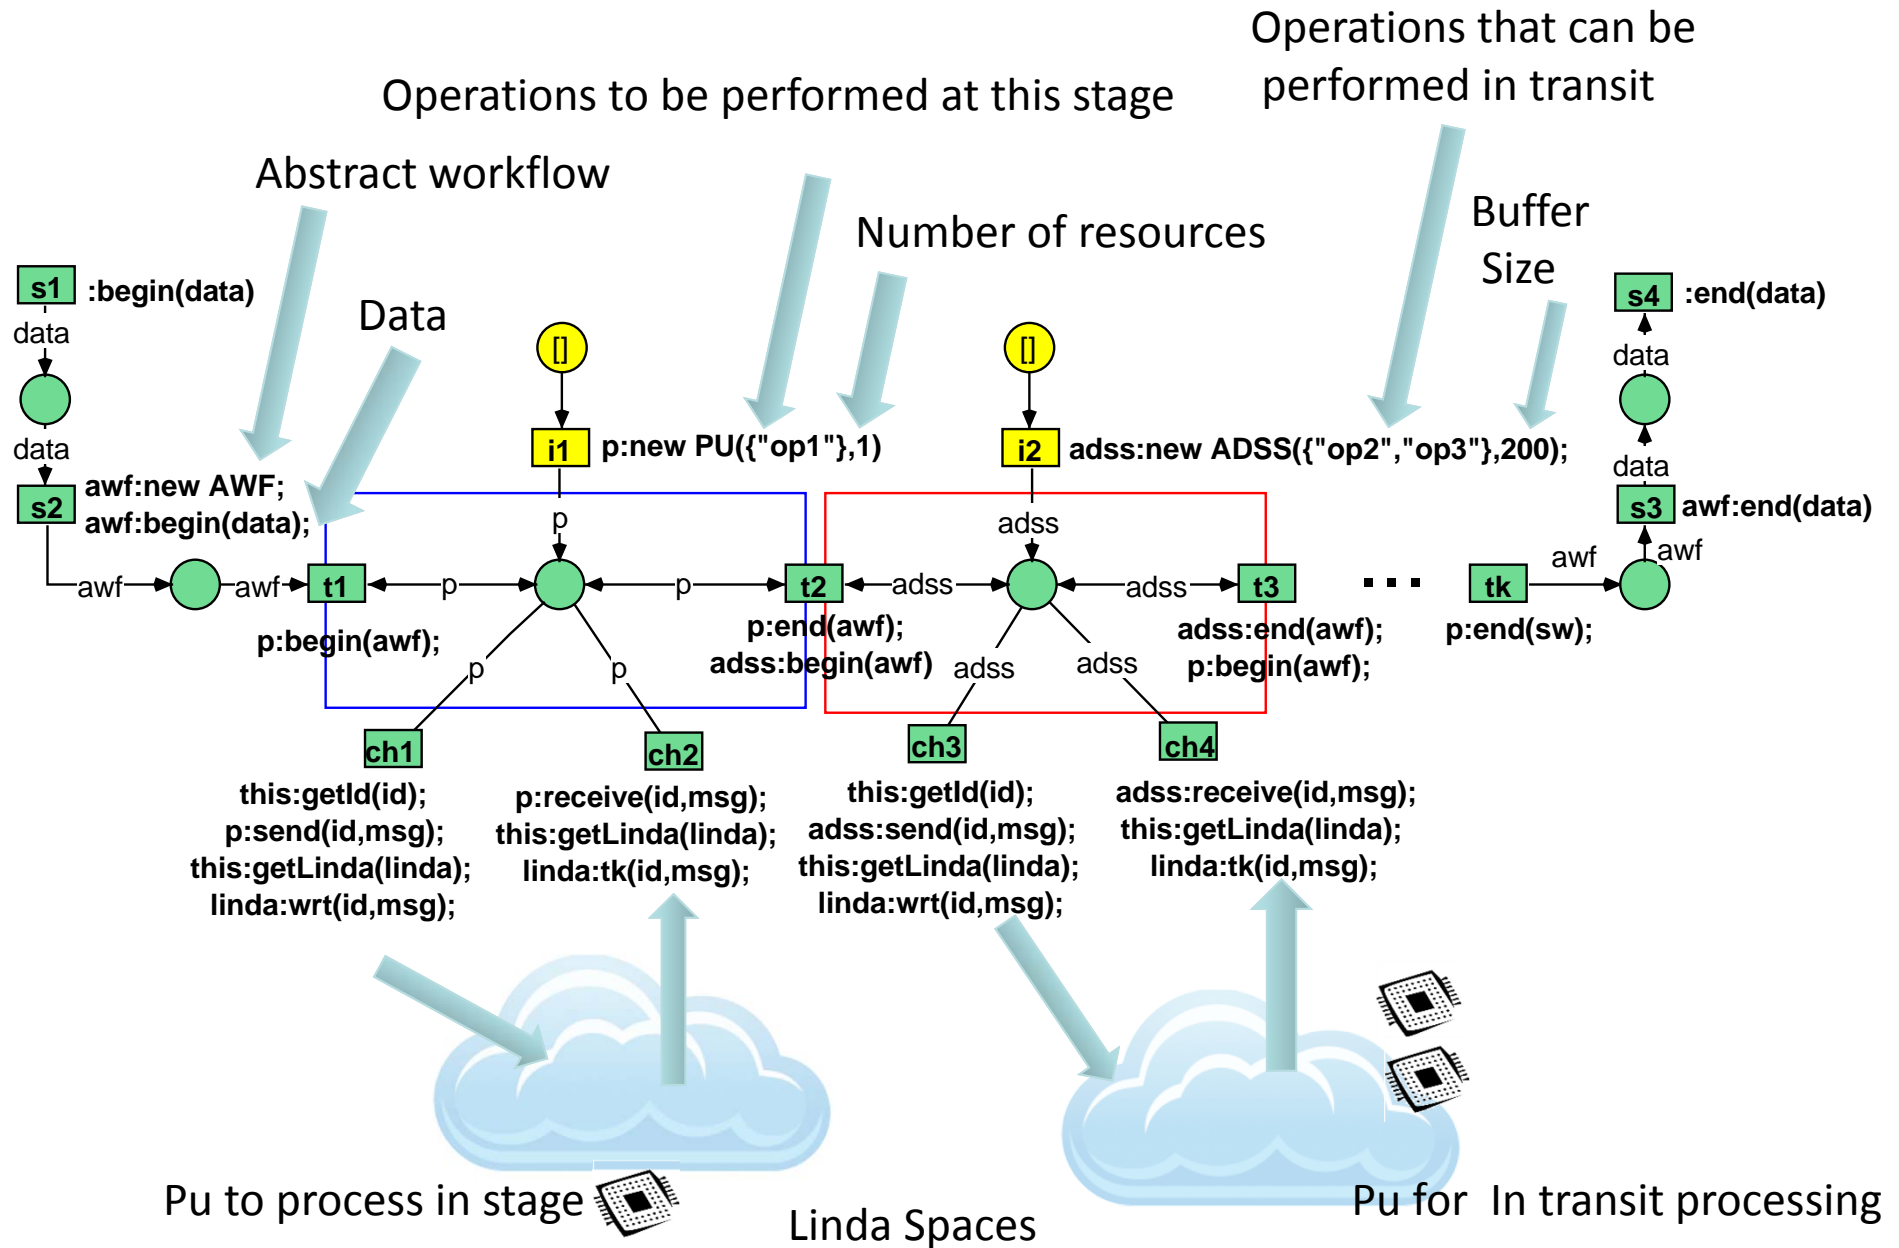 Operations that can be
performed in transit
Operations to be performed at this stage
Abstract workflow
Number of resources
Buffer
Size
Data
s1 :begin(data)
data
data
s2
awf:new AWF;
awf:begin(data);
[]
i1 p:new PU({"op1"},1)
[]
i2 adss:new ADSS({"op2","op3"},200);
s4 :end(data)
data
data
s3 awf:end(data)
p
adss
awf
awf
awf
awf
t1
p
p
t2
adss
adss
t3
...
tk
p:begin(awf);
p:end(awf);
adss:begin(awf)
adss:end(awf);
p:begin(awf);
p:end(sw);
p
p
adss
adss
ch1
ch2
ch3
ch4
this:getId(id);
p:send(id,msg);
this:getLinda(linda);
linda:wrt(id,msg);
p:receive(id,msg);
this:getLinda(linda);
linda:tk(id,msg);
this:getId(id);
adss:send(id,msg);
this:getLinda(linda);
linda:wrt(id,msg);
adss:receive(id,msg);
this:getLinda(linda);
linda:tk(id,msg);
Pu to process in stage
Linda Spaces
Pu for In transit processing